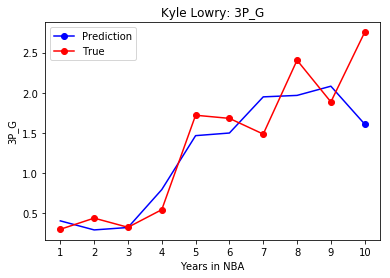 Kyle Lowry: 3P_G
Prediction
True
3P_G
2.5
2.0
1.5
1.0
0.5
1 2 3 4 5 6 7 8 9 10
Years in NBA